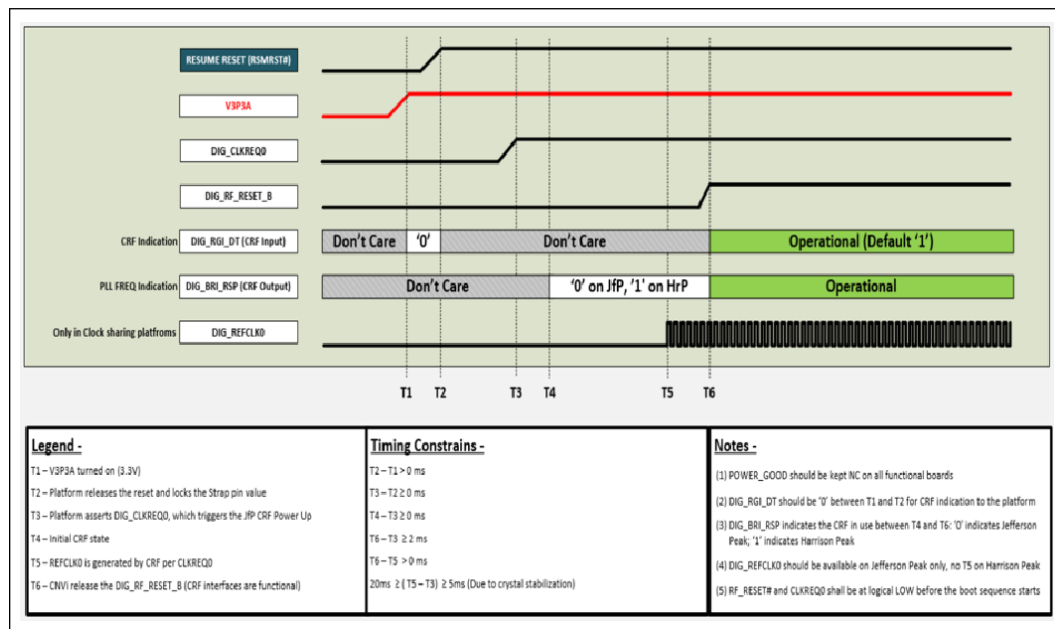 RESUME RESET (RSMRST#)
V3P3A
DIG_CLKREQ0
DIG_RF_RESET_B
CRF Indication DIG_RGI_DT (CRF Input) Don't Care '0' Don't Care Operational (Default '1')
PLL FREQ Indication DIG_BRI_RSP (CRF Output) Don't Care '0' on JfP, '1' on HrP Operational
Only in Clock sharing platfroms DIG_REFCLK0
T1 T2 T3 T4 T5 T6
Legend -
T1 – V3P3A turned on (3.3V)
T2 – Platform releases the reset and locks the Strap pin value
T3 – Platform asserts DIG_CLKREQ0, which triggers the JfP CRF Power Up
T4 – Initial CRF state
T5 – REFCLK0 is generated by CRF per CLKREQ0
T6 – CNVi release the DIG_RF_RESET_B (CRF interfaces are functional)
Timing Constrains -
T2 – T1 > 0 ms
T3 – T2 ≥ 0 ms
T4 – T3 ≥ 0 ms
T6 – T3 ≥ 2 ms
T6 – T5 > 0 ms
20ms ≥ ( T5 – T3) ≥ 5ms (Due to crystal stabilization)
Notes -
(1) POWER_GOOD should be kept NC on all functional boards
(2) DIG_RGI_DT should be '0' between T1 and T2 for CRF indication to the platform
(3) DIG_BRI_RSP indicates the CRF in use between T4 and T6: '0' indicates Jefferson
Peak; '1' indicates Harrison Peak
(4) DIG_REFCLK0 should be available on Jefferson Peak only, no T5 on Harrison Peak
(5) RF_RESET# and CLKREQ0 shall be at logical LOW before the boot sequence starts